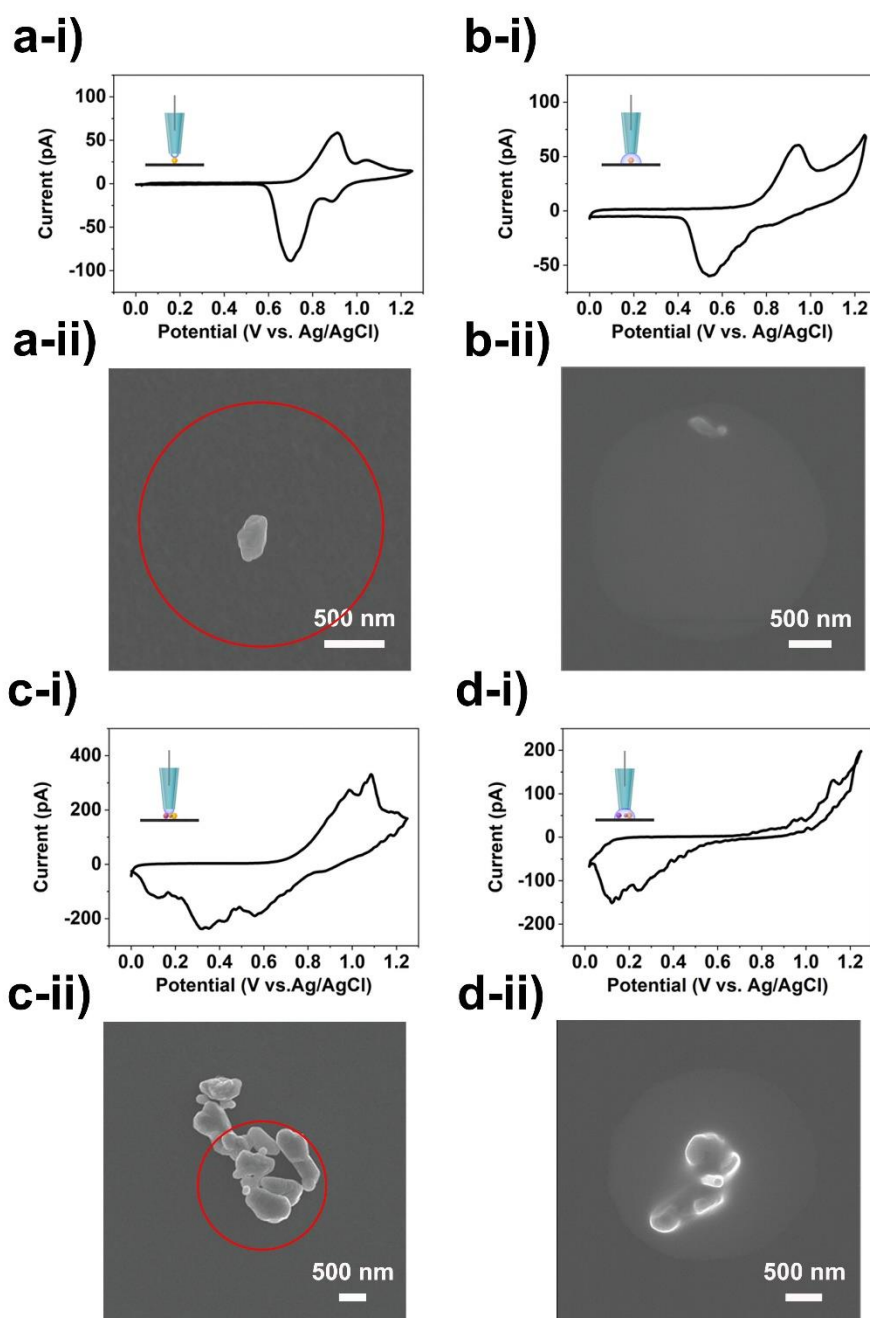 a-i)
100
50
0
-50
-100
Current (pA)
0.0 0.2 0.4 0.6 0.8 1.0 1.2
Potential (V vs. Ag/AgCl)
b-i)
100
50
0
-50
Current (pA)
0.0 0.2 0.4 0.6 0.8 1.0 1.2
Potential (V vs. Ag/AgCl)
a-ii)
500 nm
b-ii)
500 nm
c-i)
400
200
0
-200
Current (pA)
0.0 0.2 0.4 0.6 0.8 1.0 1.2
Potential (V vs.Ag/AgCl)
d-i)
200
100
0
-100
-200
Current (pA)
0.0 0.2 0.4 0.6 0.8 1.0 1.2
Potential (V vs. Ag/AgCl)
c-ii)
500 nm
d-ii)
500 nm